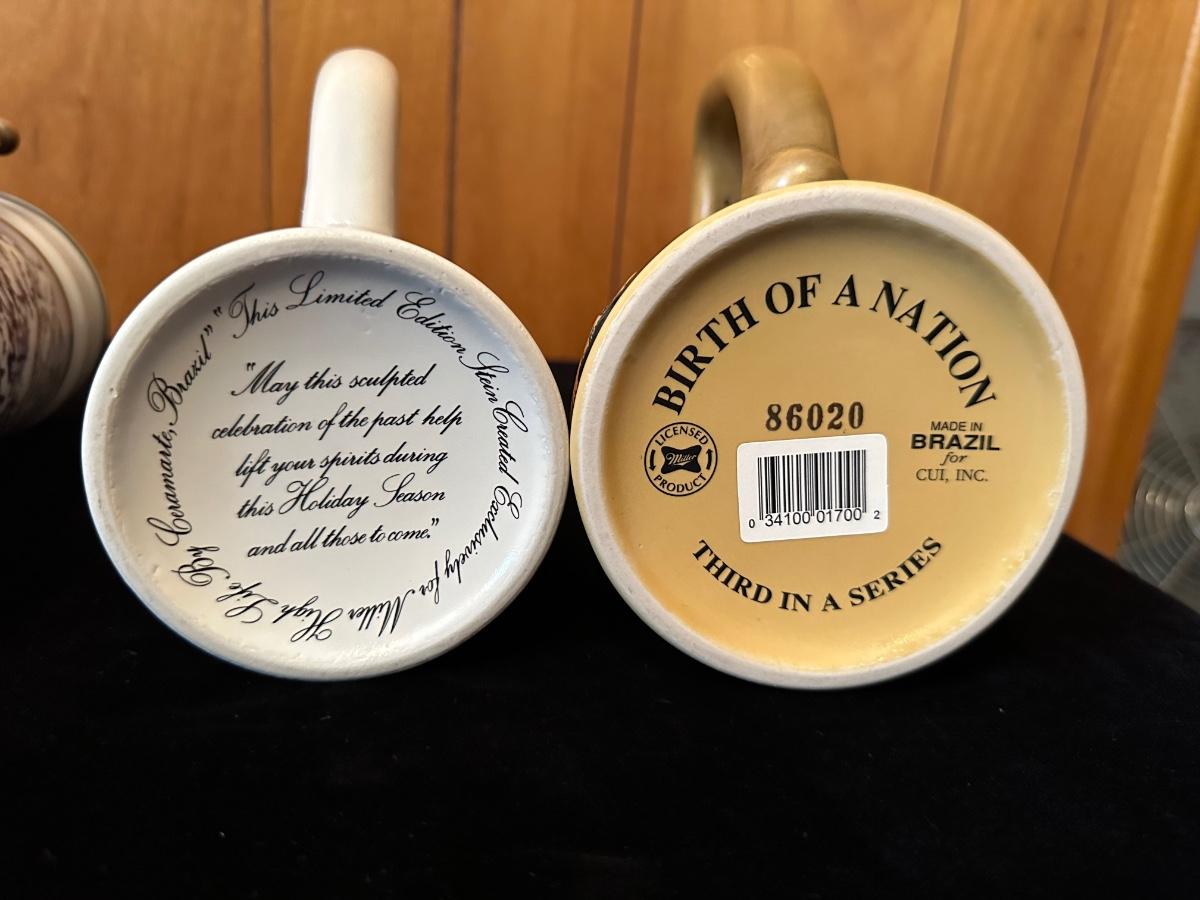 "This Limited Edition Stein Created Exclusively for Miller High Life By Ceramarte, Brazil"
"May this sculpted
celebration of the past help
lift your spirits during
this Holiday Season
and all those to come."
BIRTH OF A NATION
86020
LICENSED
Miller
PRODUCT
MADE IN
BRAZIL
for
CUI, INC.
0 34100 01700 2
THIRD IN A SERIES